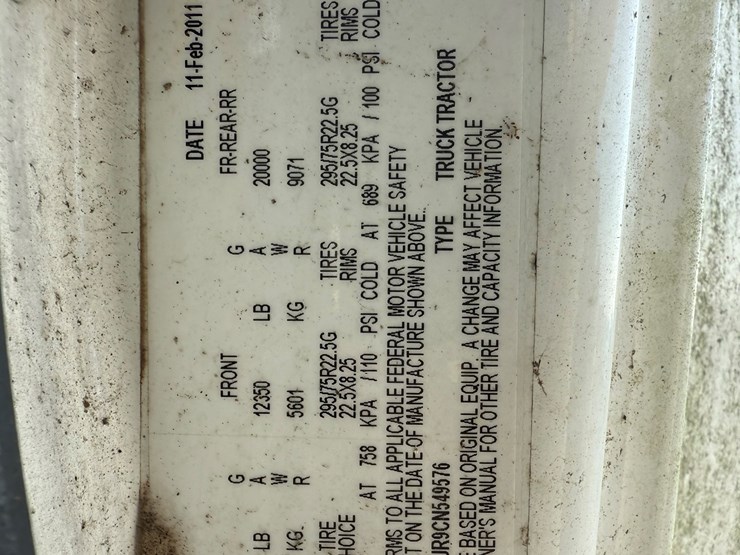 DATE 11-Feb-2011
G FRONT G FR-REAR-RR
LB A 12350 LB A 20000
W W
KG. R 5601 KG R 9071
TIRE 295/75R22.5G TIRES 295/75R22.5G TIRES
HOICE 22.5X8.25 RIMS 22.5X8.25 RIMS
AT 758 KPA /110 PSI COLD AT 689 KPA / 100 PSI COLD
RMS TO ALL APPLICABLE FEDERAL MOTOR VEHICLE SAFETY
T ON THE DATE OF MANUFACTURE SHOWN ABOVE.
JR9CN549576 TYPE TRUCK TRACTOR
E BASED ON ORIGINAL EQUIP. A CHANGE MAY AFFECT VEHICLE
NER'S MANUAL FOR OTHER TIRE AND CAPACITY INFORMATION.